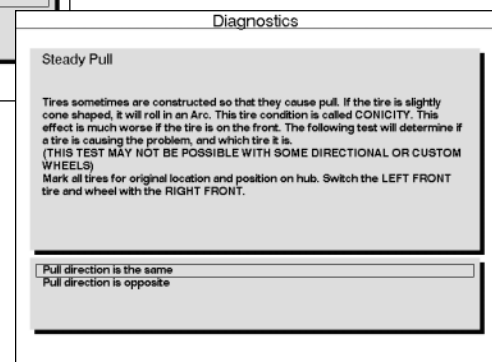 Diagnostics
Steady Pull
Tires sometimes are constructed so that they cause pull. If the tire is slightly
cone shaped, it will roll in an Arc. This tire condition is called CONICITY. This
effect is much worse if the tire is on the front. The following test will determine if
a tire is causing the problem, and which tire it is.
(THIS TEST MAY NOT BE POSSIBLE WITH SOME DIRECTIONAL OR CUSTOM
WHEELS)
Mark all tires for original location and position on hub. Switch the LEFT FRONT
tire and wheel with the RIGHT FRONT.
Pull direction is the same
Pull direction is opposite